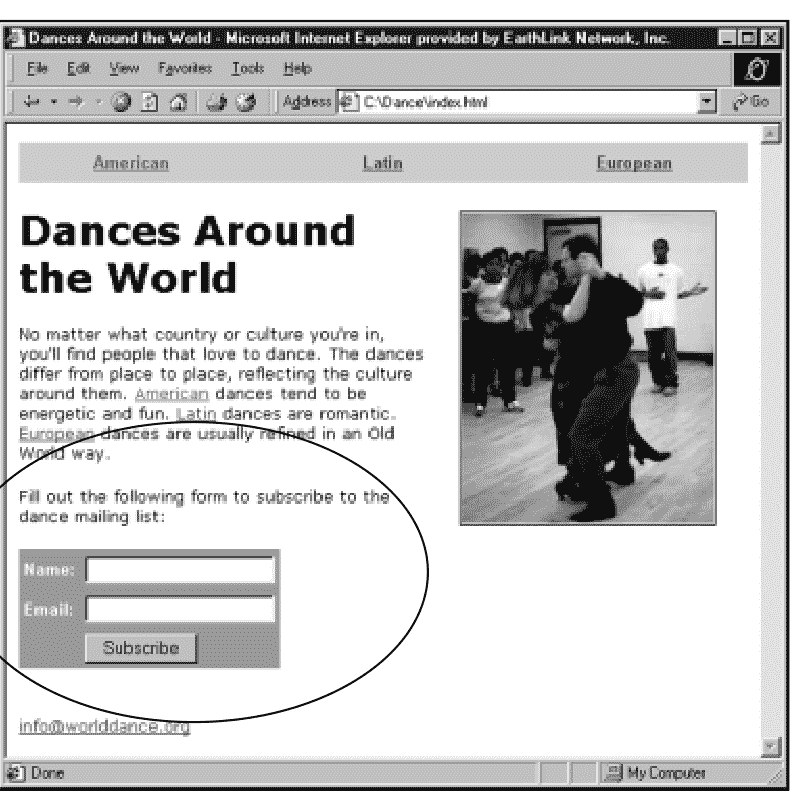 Dances Around the World - Microsoft Internet Explorer provided by EarthLink Network, Inc.
File Edit View Favorites Tools Help
Address C:\Dance\index.html Go
American Latin European
Dances Around
the World
No matter what country or culture you're in,
you'll find people that love to dance. The dances
differ from place to place, reflecting the culture
around them. American dances tend to be
energetic and fun. Latin dances are romantic.
European dances are usually refined in an Old
World way.
Fill out the following form to subscribe to the
dance mailing list:
Name:
Email:
Subscribe
info@worlddance.org
Done My Computer